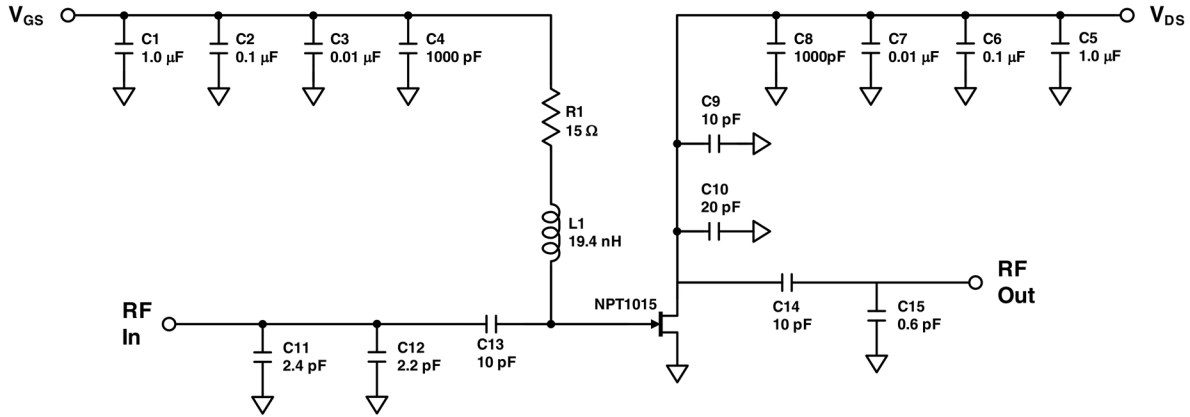 V_GS
C1
1.0 μF
C2
0.1 μF
C3
0.01 μF
C4
1000 pF
C8
1000pF
C7
0.01 μF
C6
0.1 μF
C5
1.0 μF
V_DS
R1
15 Ω
C9
10 pF
C10
20 pF
L1
19.4 nH
RF
In
C11
2.4 pF
C12
2.2 pF
C13
10 pF
NPT1015
C14
10 pF
C15
0.6 pF
RF
Out